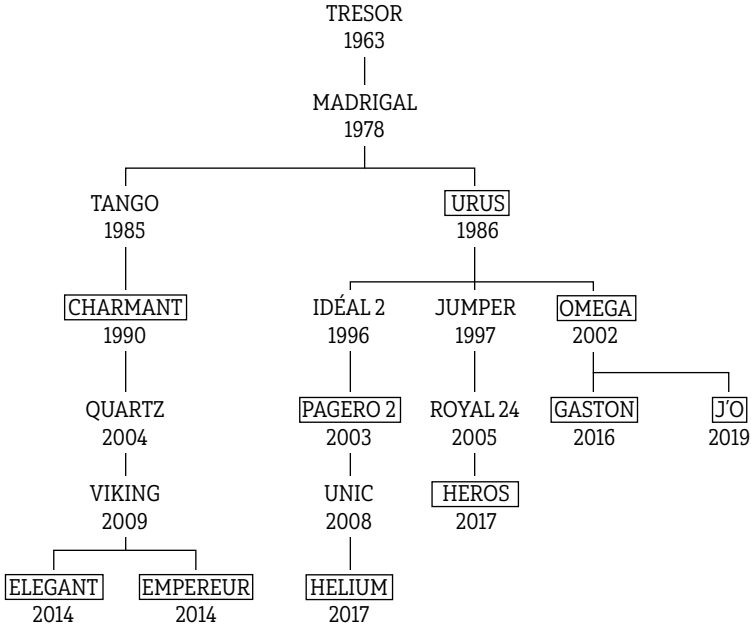 TRESOR
1963
MADRIGAL
1978
TANGO URUS
1985 1986
CHARMANT IDÉAL 2 JUMPER OMEGA
1990 1996 1997 2002
QUARTZ PAGERO 2 ROYAL 24 GASTON J'O
2004 2003 2005 2016 2019
VIKING UNIC HEROS
2009 2008 2017
ELEGANT EMPEREUR HELIUM
2014 2014 2017